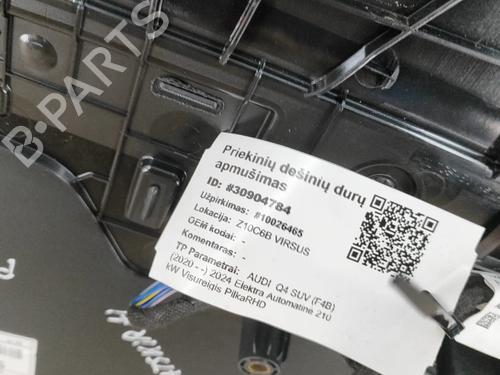 B-PARTS
Priekinių dešinių durų
apmušimas
ID: #30904784
Užpirkimas: #10026465
Lokacija: Z10C6B VIRSUS
OEM kodai: -
Komentaras: -
TP Parametrai: AUDI Q4 SUV (F4B)
(2020 - -) 2024 Elektra Automatinė 210
kW Visureigis PilkaRHD